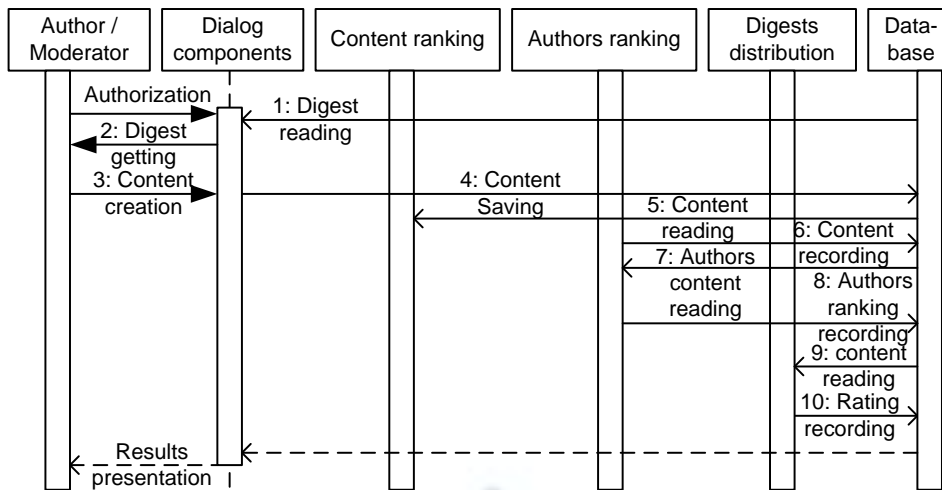 Author /
Moderator
Dialog
components
Content ranking
Authors ranking
Digests
distribution
Data-
base
Authorization
1: Digest
reading
2: Digest
getting
3: Content
creation
4: Content
Saving
5: Content
reading
6: Content
recording
7: Authors
content
reading
8: Authors
ranking
recording
9: content
reading
10: Rating
recording
Results
presentation